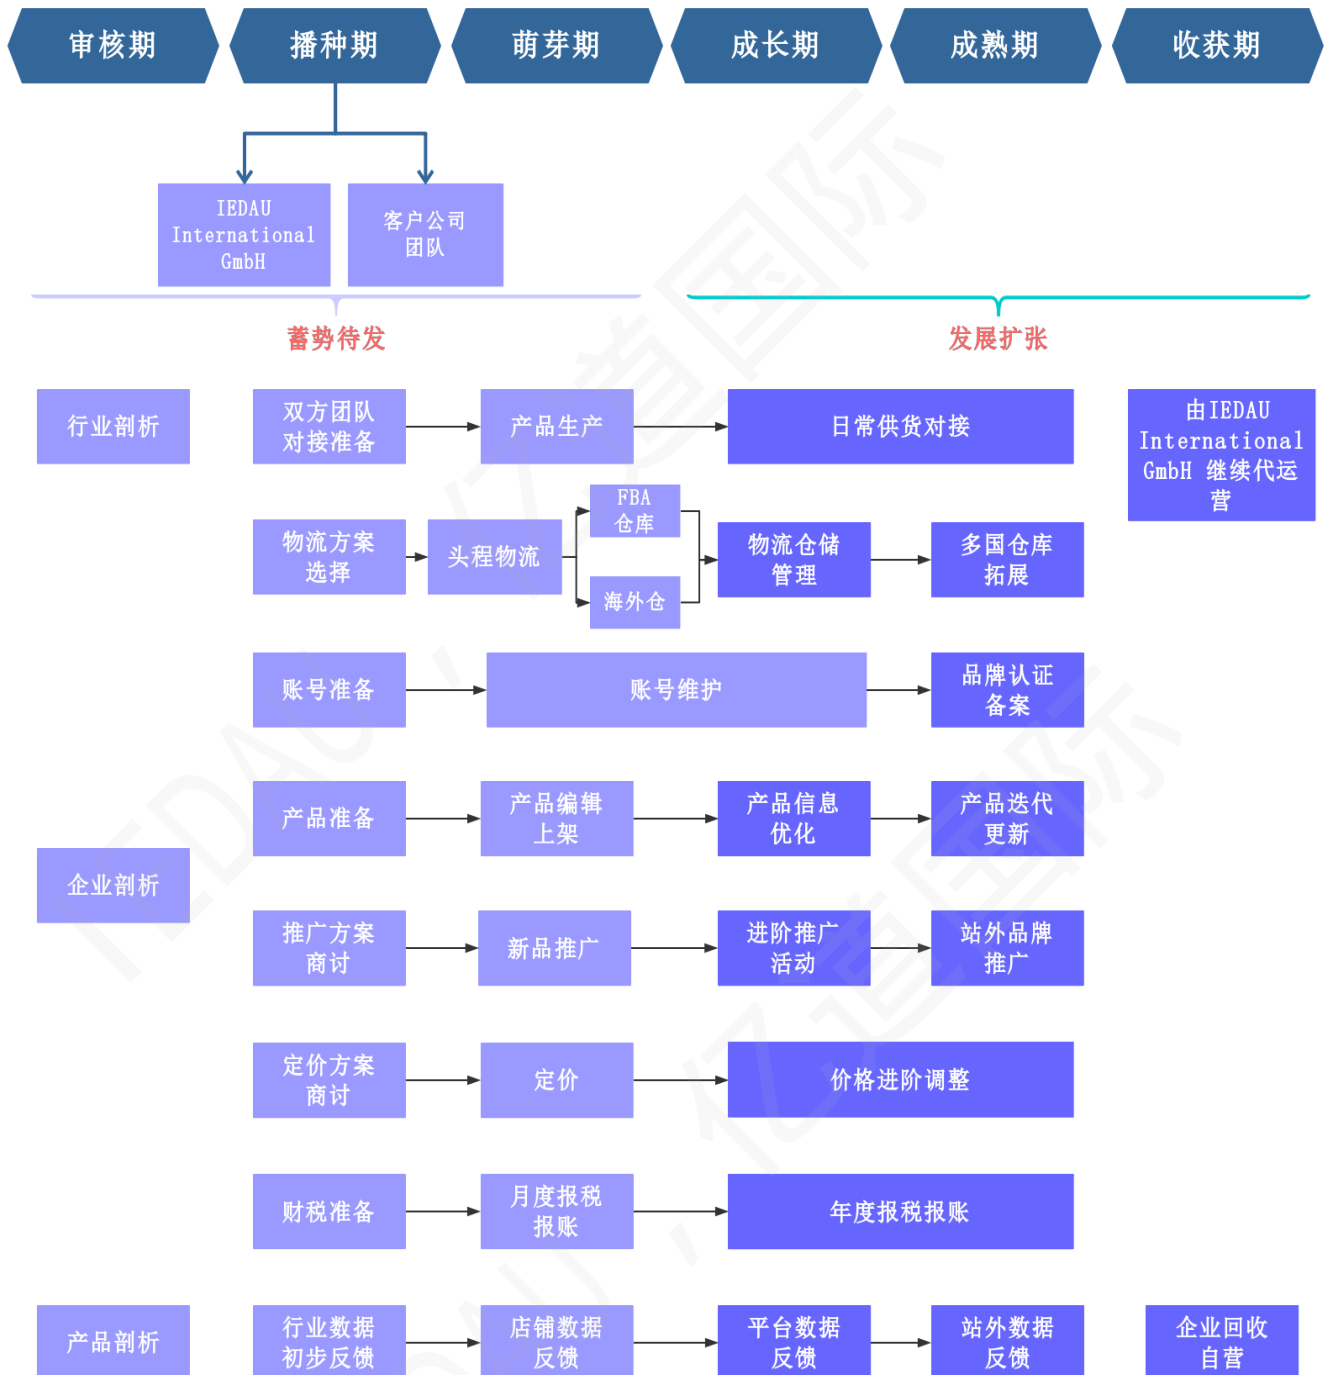 审核期
播种期
萌芽期
成长期
成熟期
收获期
IEDAU
International
GmbH
客户公司
团队
蓄势待发
发展扩张
行业剖析
双方团队
对接准备
产品生产
日常供货对接
由IEDAU
International
GmbH 继续代运
营
物流方案
选择
头程物流
FBA
仓库
海外仓
物流仓储
管理
多国仓库
拓展
账号准备
账号维护
品牌认证
备案
企业剖析
产品准备
产品编辑
上架
产品信息
优化
产品迭代
更新
推广方案
商讨
新品推广
进阶推广
活动
站外品牌
推广
定价方案
商讨
定价
价格进阶调整
财税准备
月度报税
报账
年度报税报账
产品剖析
行业数据
初步反馈
店铺数据
反馈
平台数据
反馈
站外数据
反馈
企业回收
自营
IEDAU，亿道国际
IEDAU，亿道国际